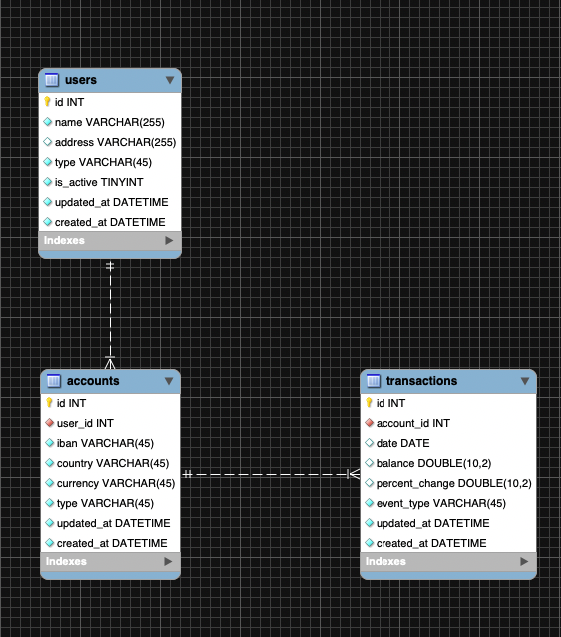 users
id INT
name VARCHAR(255)
address VARCHAR(255)
type VARCHAR(45)
is_active TINYINT
updated_at DATETIME
created_at DATETIME
Indexes
accounts
id INT
user_id INT
iban VARCHAR(45)
country VARCHAR(45)
currency VARCHAR(45)
type VARCHAR(45)
updated_at DATETIME
created_at DATETIME
Indexes
transactions
id INT
account_id INT
date DATE
balance DOUBLE(10,2)
percent_change DOUBLE(10,2)
event_type VARCHAR(45)
updated_at DATETIME
created_at DATETIME
Indexes